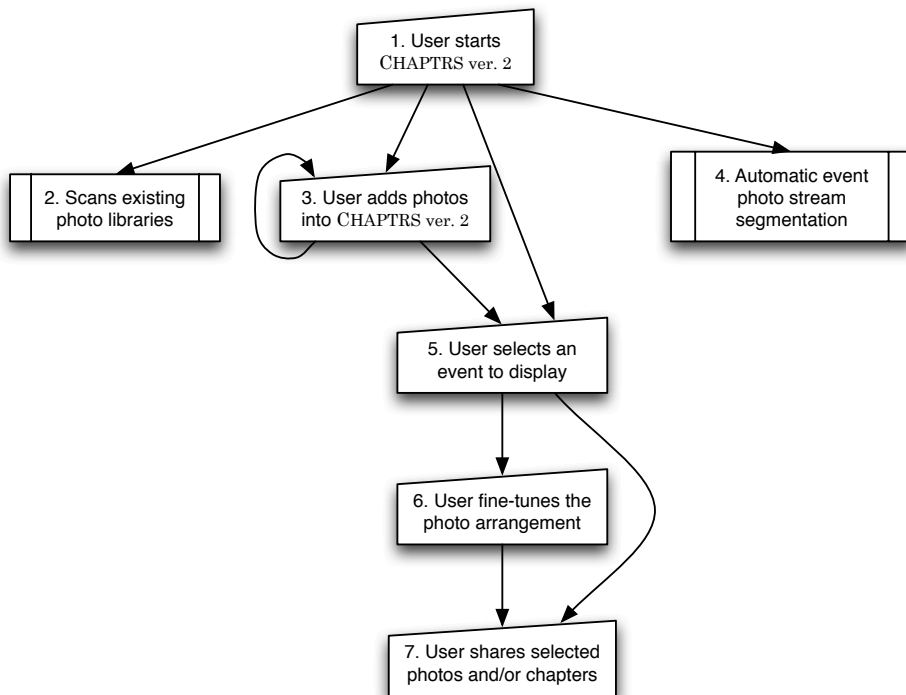 1. User starts
CHAPTRS ver. 2
2. Scans existing
photo libraries
3. User adds photos
into CHAPTRS ver. 2
4. Automatic event
photo stream
segmentation
5. User selects an
event to display
6. User fine-tunes the
photo arrangement
7. User shares selected
photos and/or chapters